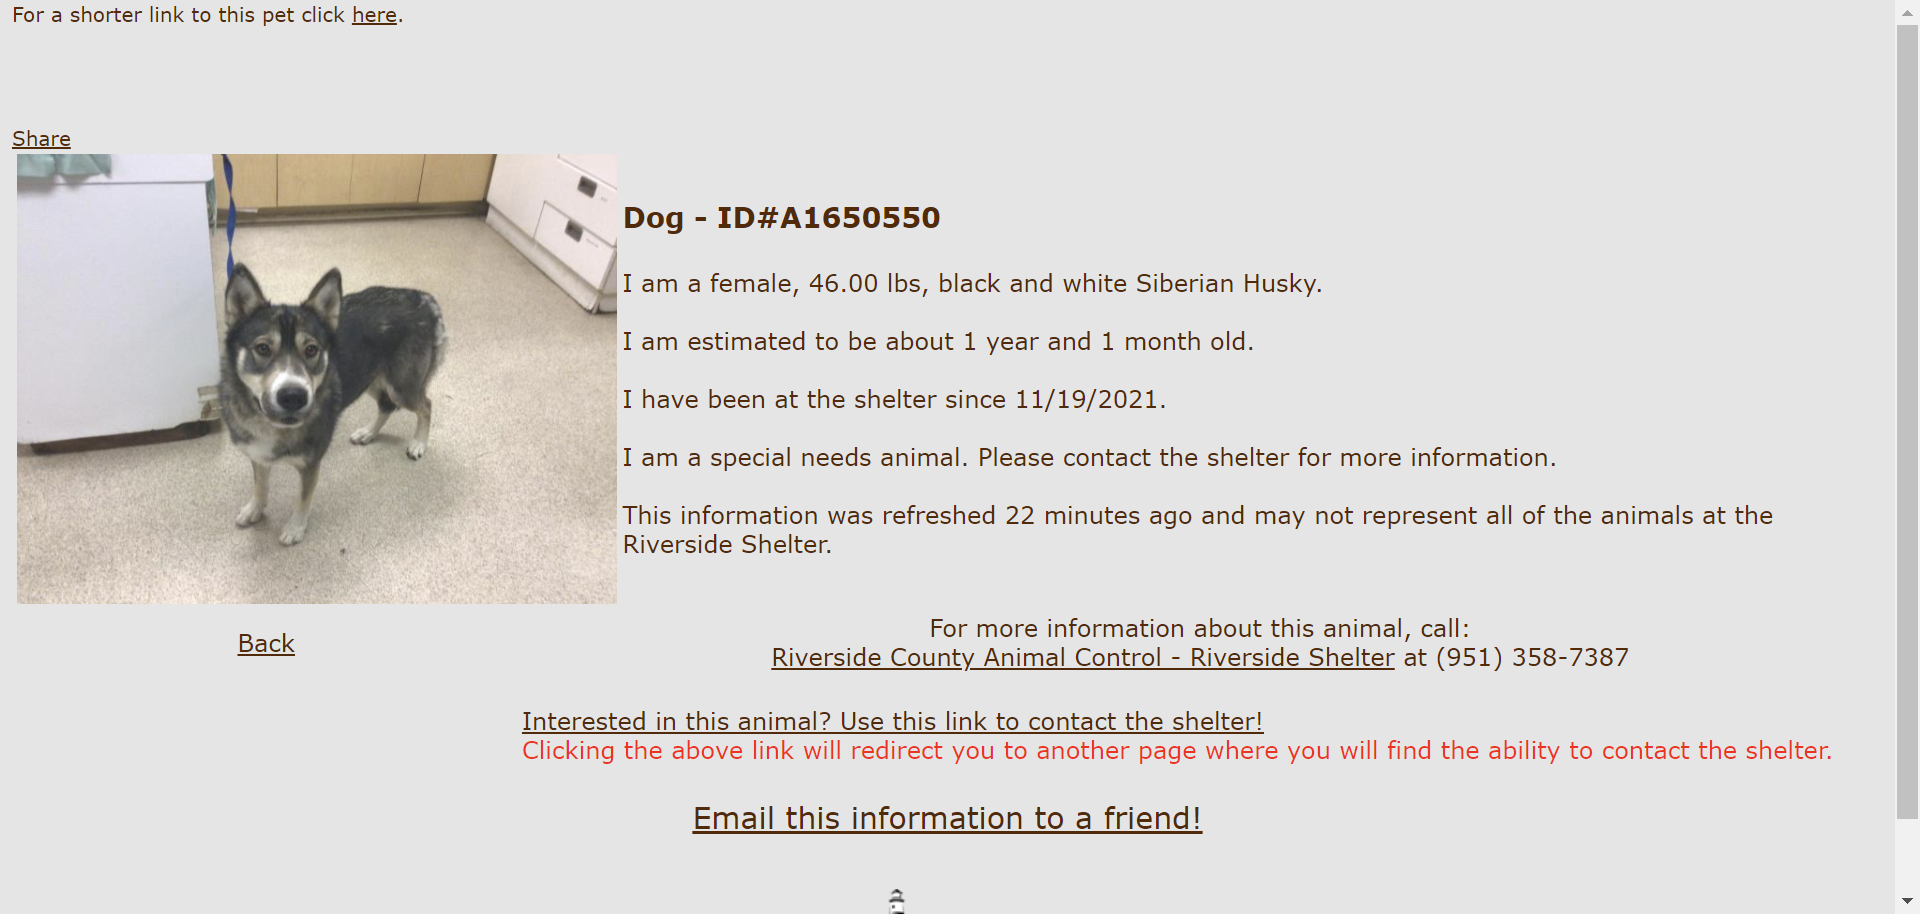 For a shorter link to this pet click here.
Share
Dog - ID#A1650550
I am a female, 46.00 lbs, black and white Siberian Husky.
I am estimated to be about 1 year and 1 month old.
I have been at the shelter since 11/19/2021.
I am a special needs animal. Please contact the shelter for more information.
This information was refreshed 22 minutes ago and may not represent all of the animals at the
Riverside Shelter.
Back
For more information about this animal, call:
Riverside County Animal Control - Riverside Shelter at (951) 358-7387
Interested in this animal? Use this link to contact the shelter!
Clicking the above link will redirect you to another page where you will find the ability to contact the shelter.
Email this information to a friend!